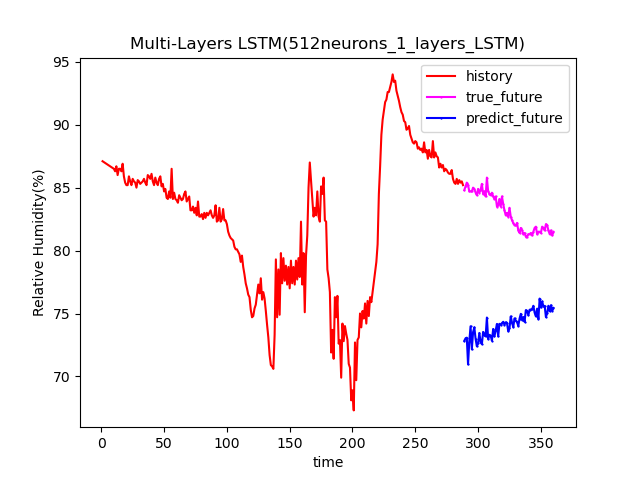 Multi-Layers LSTM(512neurons_1_layers_LSTM)
history
true_future
predict_future
Relative Humidity(%)
95
90
85
80
75
70
0
50
100
150
200
250
300
350
time